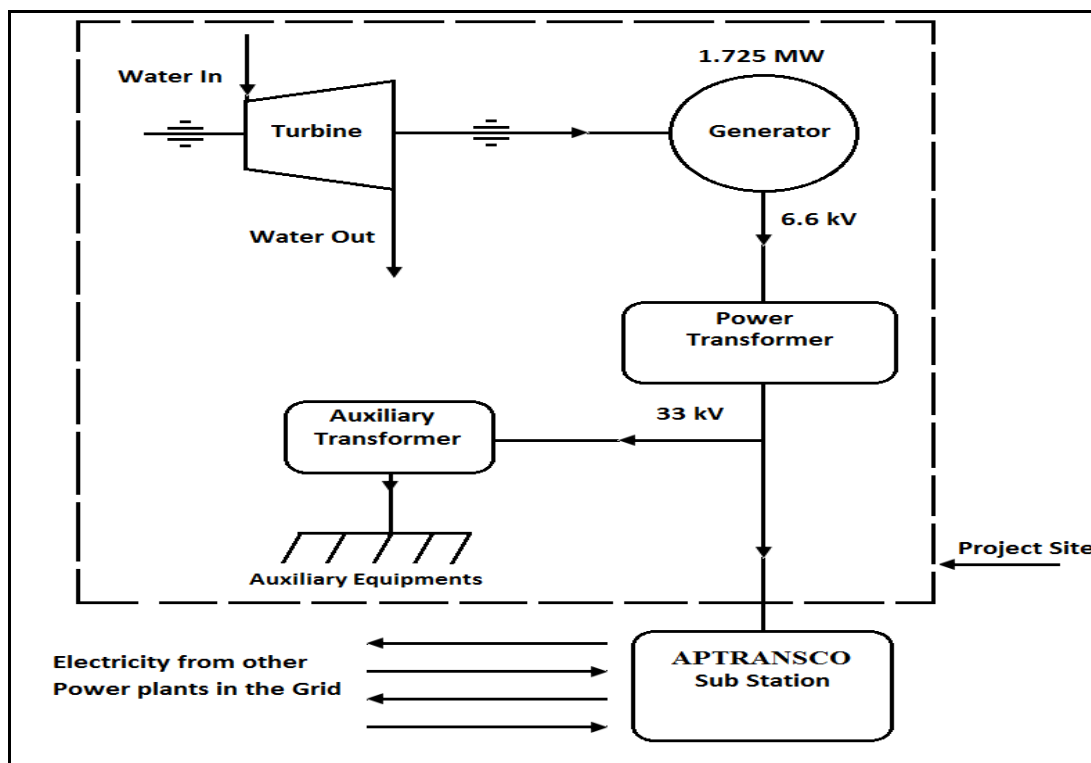 1.725 MW
Water In
Turbine
Generator
Water Out
6.6 kV
Power
Transformer
33 kV
Auxiliary
Transformer
Auxiliary Equipments
Project Site
Electricity from other
Power plants in the Grid
APTRANSCO
Sub Station